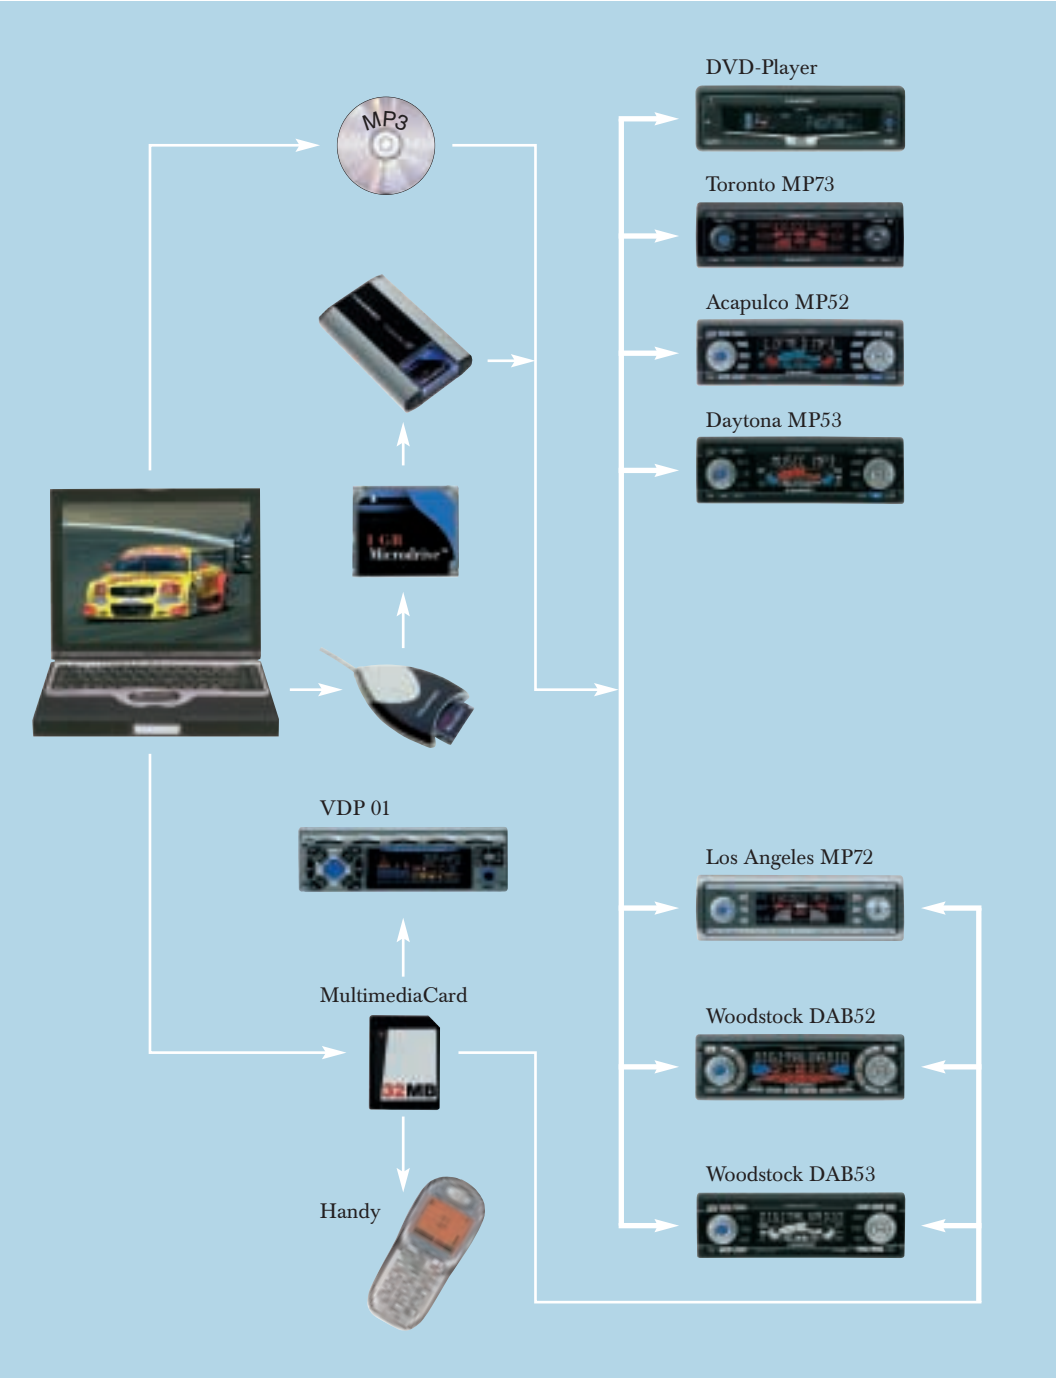 DVD-Player
MP3
Toronto MP73
Acapulco MP52
Daytona MP53
1 GB
Microdrive™
VDP 01
Los Angeles MP72
MultimediaCard
Woodstock DAB52
32MB
Woodstock DAB53
Handy